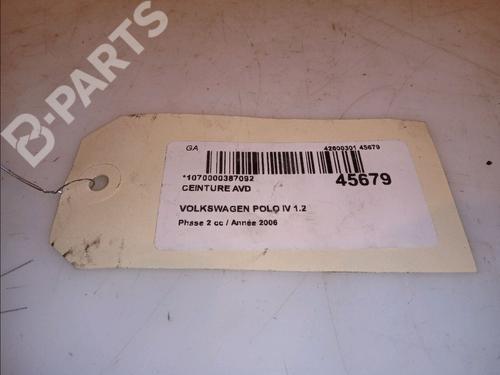 B-PARTS
GA 42600301 45679
*1070000387092 45679
CEINTURE AVD
VOLKSWAGEN POLO IV 1.2
Phase 2 cc / Année 2006